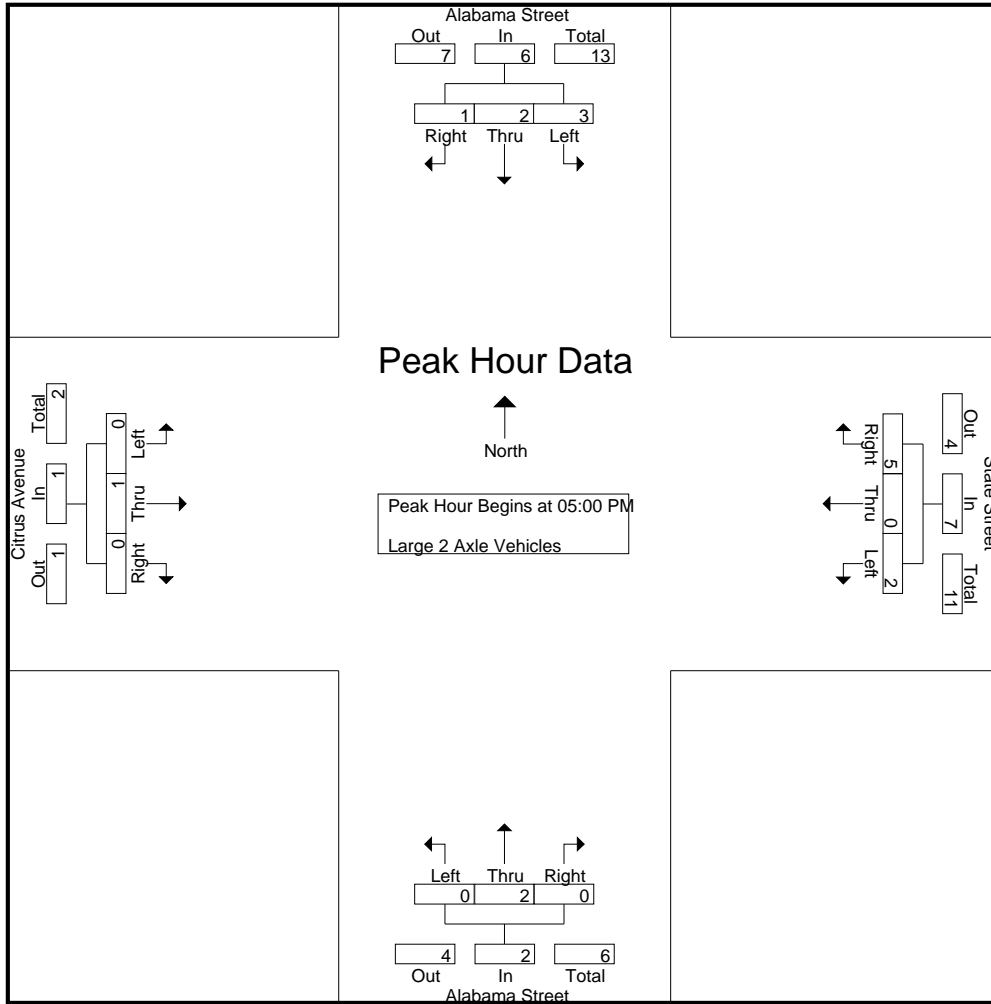 Alabama Street
Out In Total
7 6 13
1 2 3
Right Thru Left
Peak Hour Data
North
Peak Hour Begins at 05:00 PM
Large 2 Axle Vehicles
Citrus Avenue
Total In Out
2 1 1
0 1 0
Left Thru Right
State Street
Out In Total
4 7 11
5 0 2
Right Thru Left
Left Thru Right
0 2 0
4 2 6
Out In Total
Alabama Street